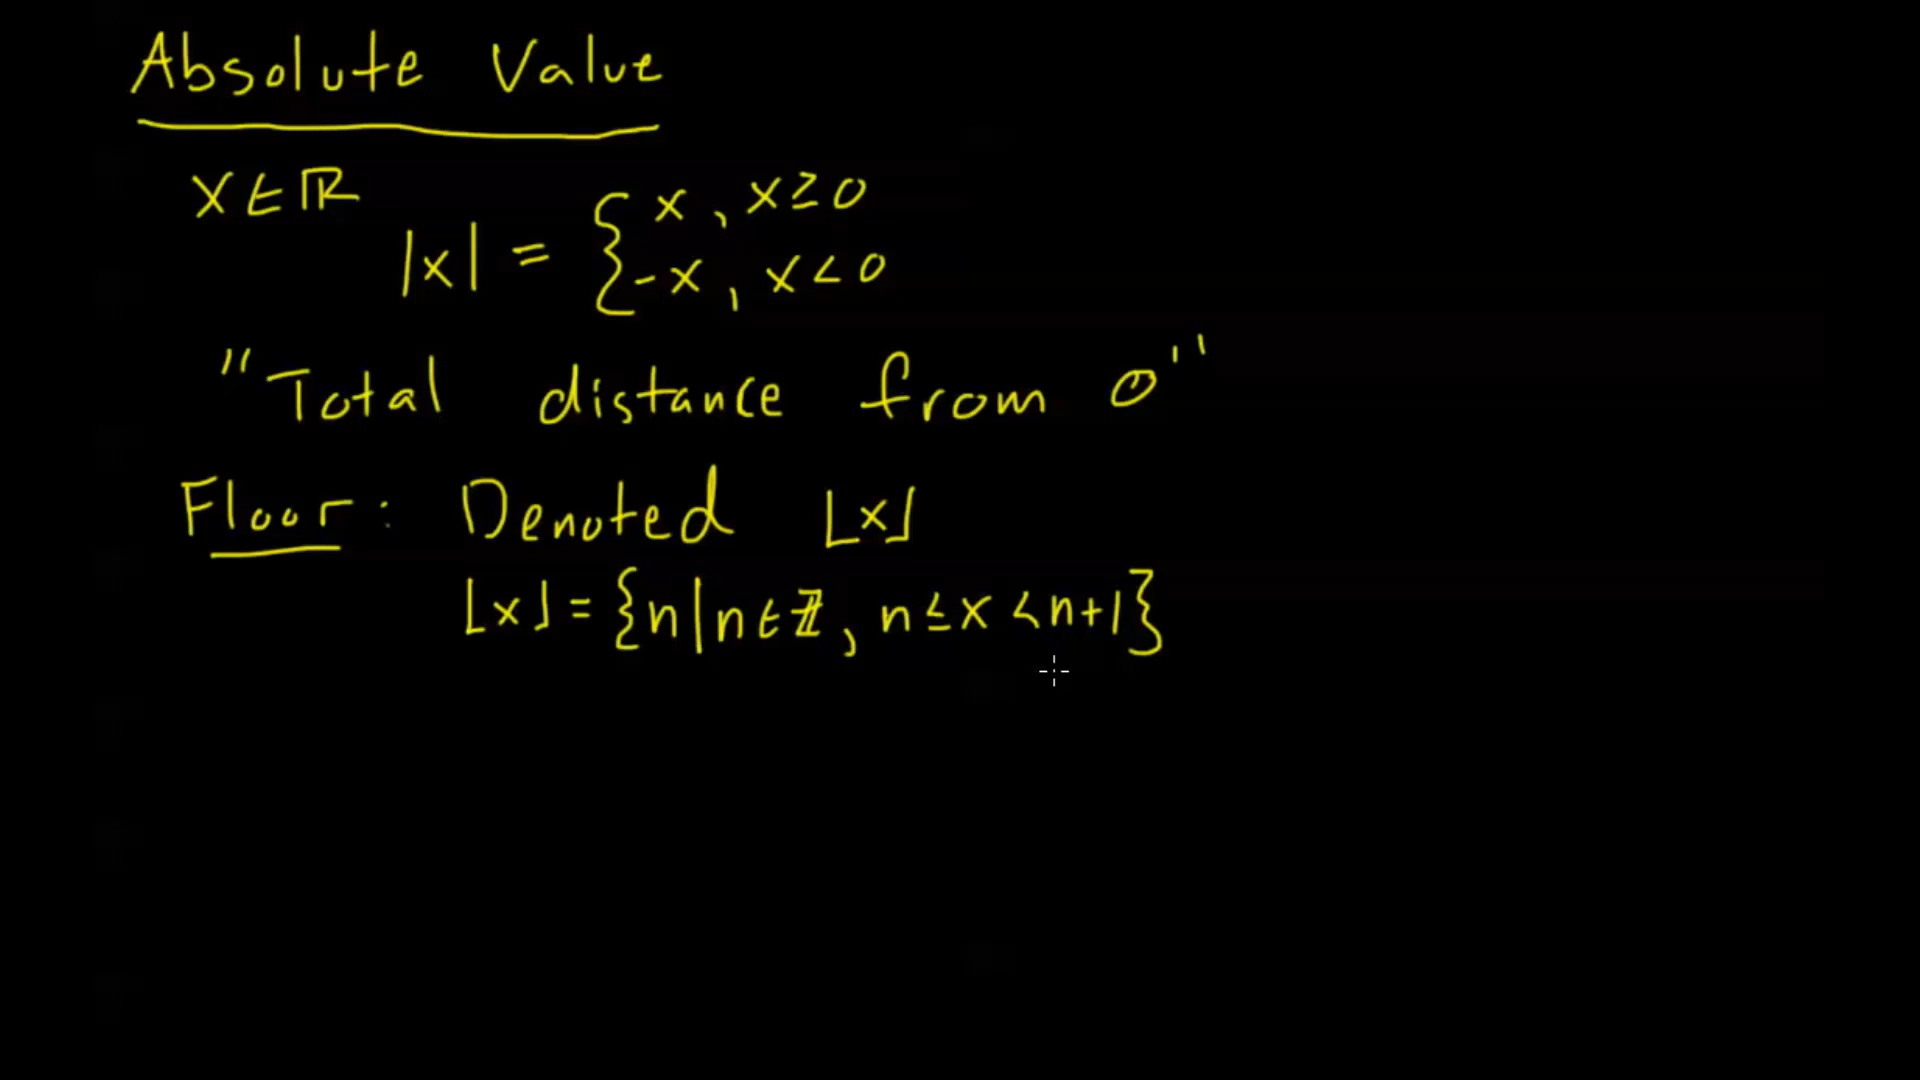 Absolute Value
x ∈ ℝ
|x| = { x , x ≥ 0
-x , x < 0
"Total distance from 0"
Floor: Denoted ⌊x⌋
⌊x⌋ = {n | n ∈ ℤ, n ≤ x < n+1}